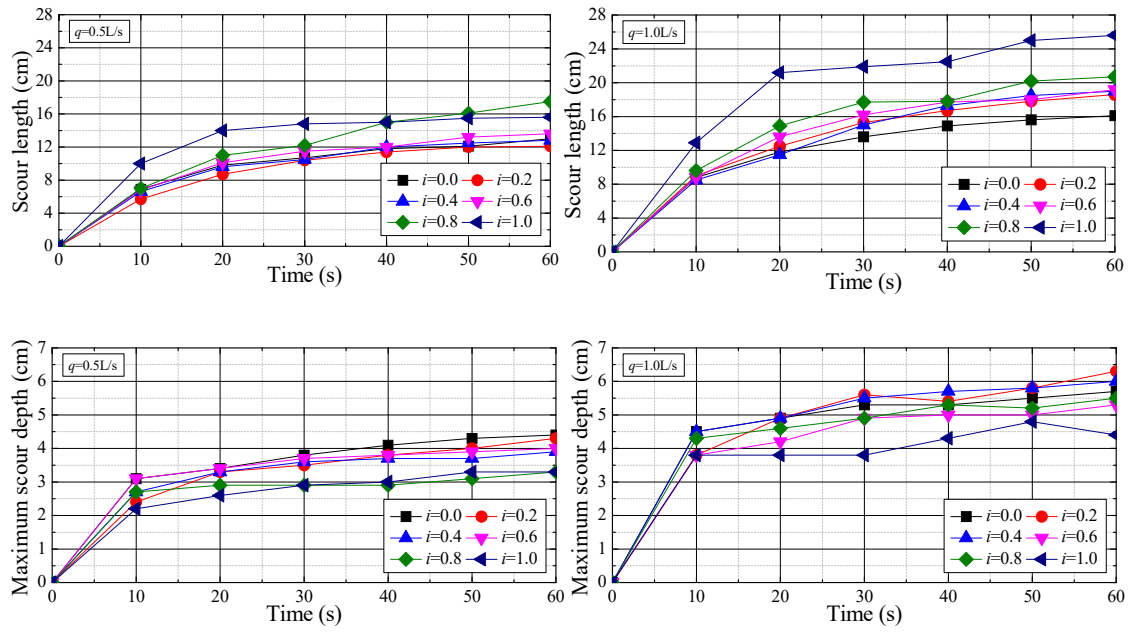 q=0.5L/s
Scour length (cm)
28
24
20
16
12
8
4
0
i=0.0 i=0.2
i=0.4 i=0.6
i=0.8 i=1.0
0 10 20 30 40 50 60
Time (s)
q=1.0L/s
Scour length (cm)
28
24
20
16
12
8
4
0
i=0.0 i=0.2
i=0.4 i=0.6
i=0.8 i=1.0
0 10 20 30 40 50 60
Time (s)
q=0.5L/s
Maximum scour depth (cm)
7
6
5
4
3
2
1
0
i=0.0 i=0.2
i=0.4 i=0.6
i=0.8 i=1.0
0 10 20 30 40 50 60
Time (s)
q=1.0L/s
Maximum scour depth (cm)
7
6
5
4
3
2
1
0
i=0.0 i=0.2
i=0.4 i=0.6
i=0.8 i=1.0
0 10 20 30 40 50 60
Time (s)